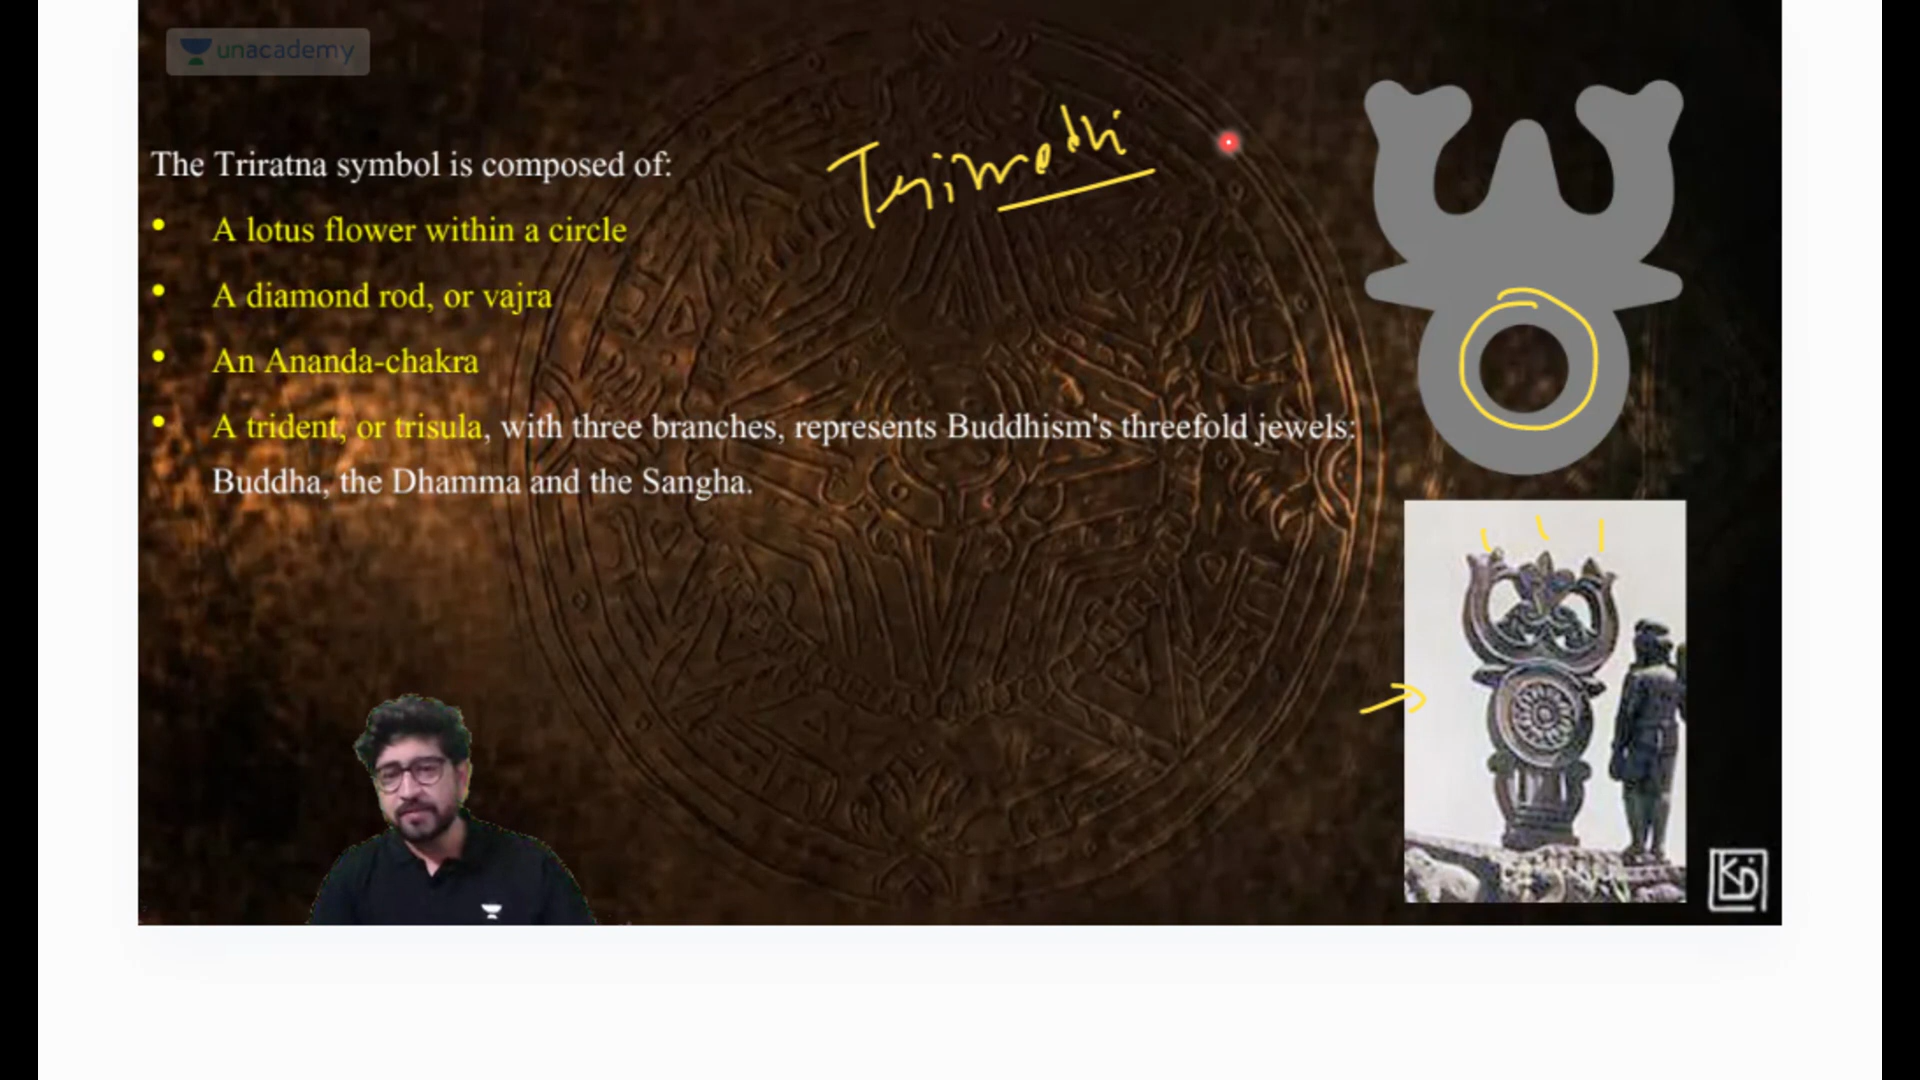 unacademy
The Triratna symbol is composed of:
• A lotus flower within a circle
• A diamond rod, or vajra
• An Ananda-chakra
• A trident, or trisula, with three branches, represents Buddhism's threefold jewels:
Buddha, the Dhamma and the Sangha.